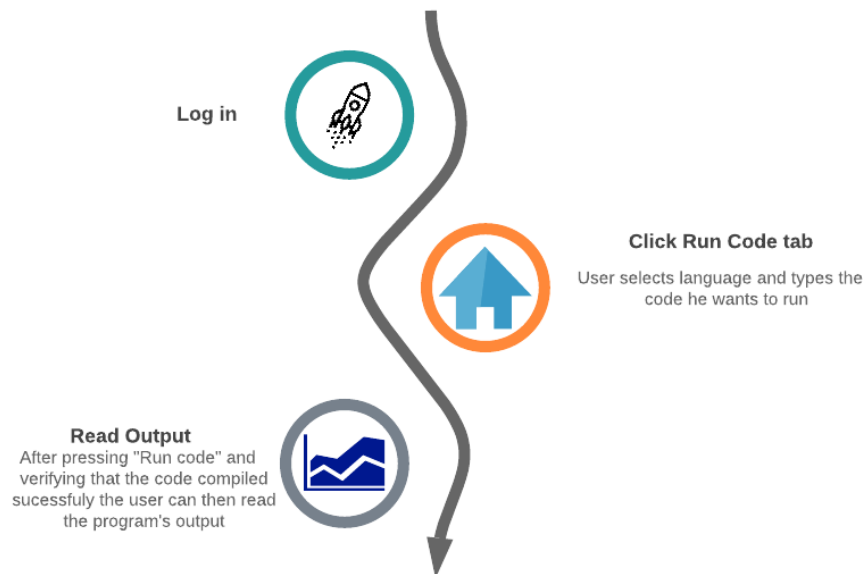 Log in
Click Run Code tab
User selects language and types the
code he wants to run
Read Output
After pressing "Run code" and
verifying that the code compiled
sucessfuly the user can then read
the program's output